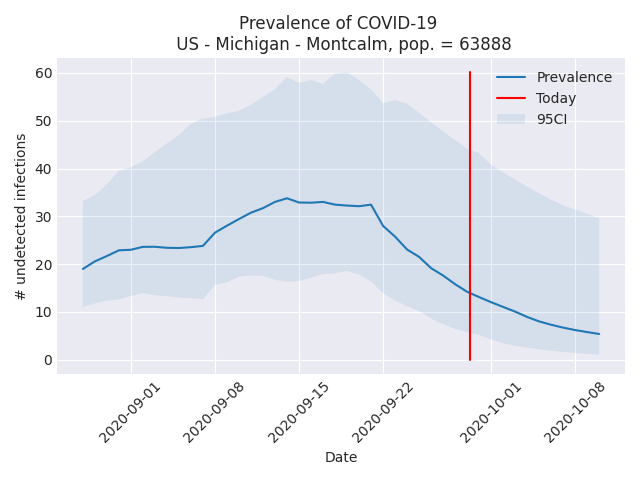 Prevalence of COVID-19
US - Michigan - Montcalm, pop. = 63888
60
50
40
30
20
10
0
# undetected infections
Prevalence
Today
95CI
2020-09-01
2020-09-08
2020-09-15
2020-09-22
2020-10-01
2020-10-08
Date